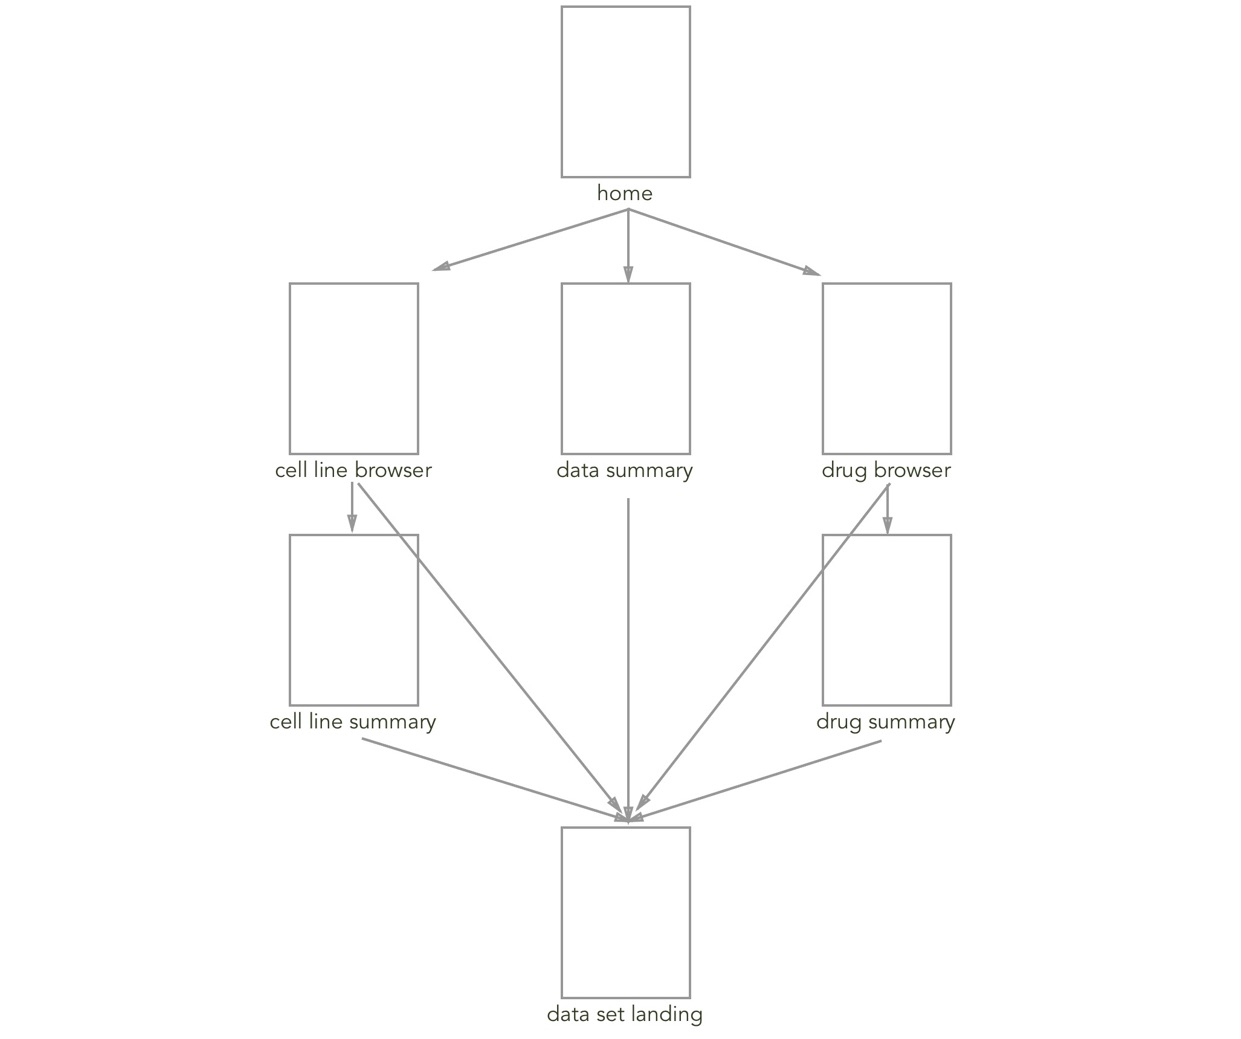 home
cell line browser
data summary
drug browser
cell line summary
drug summary
data set landing